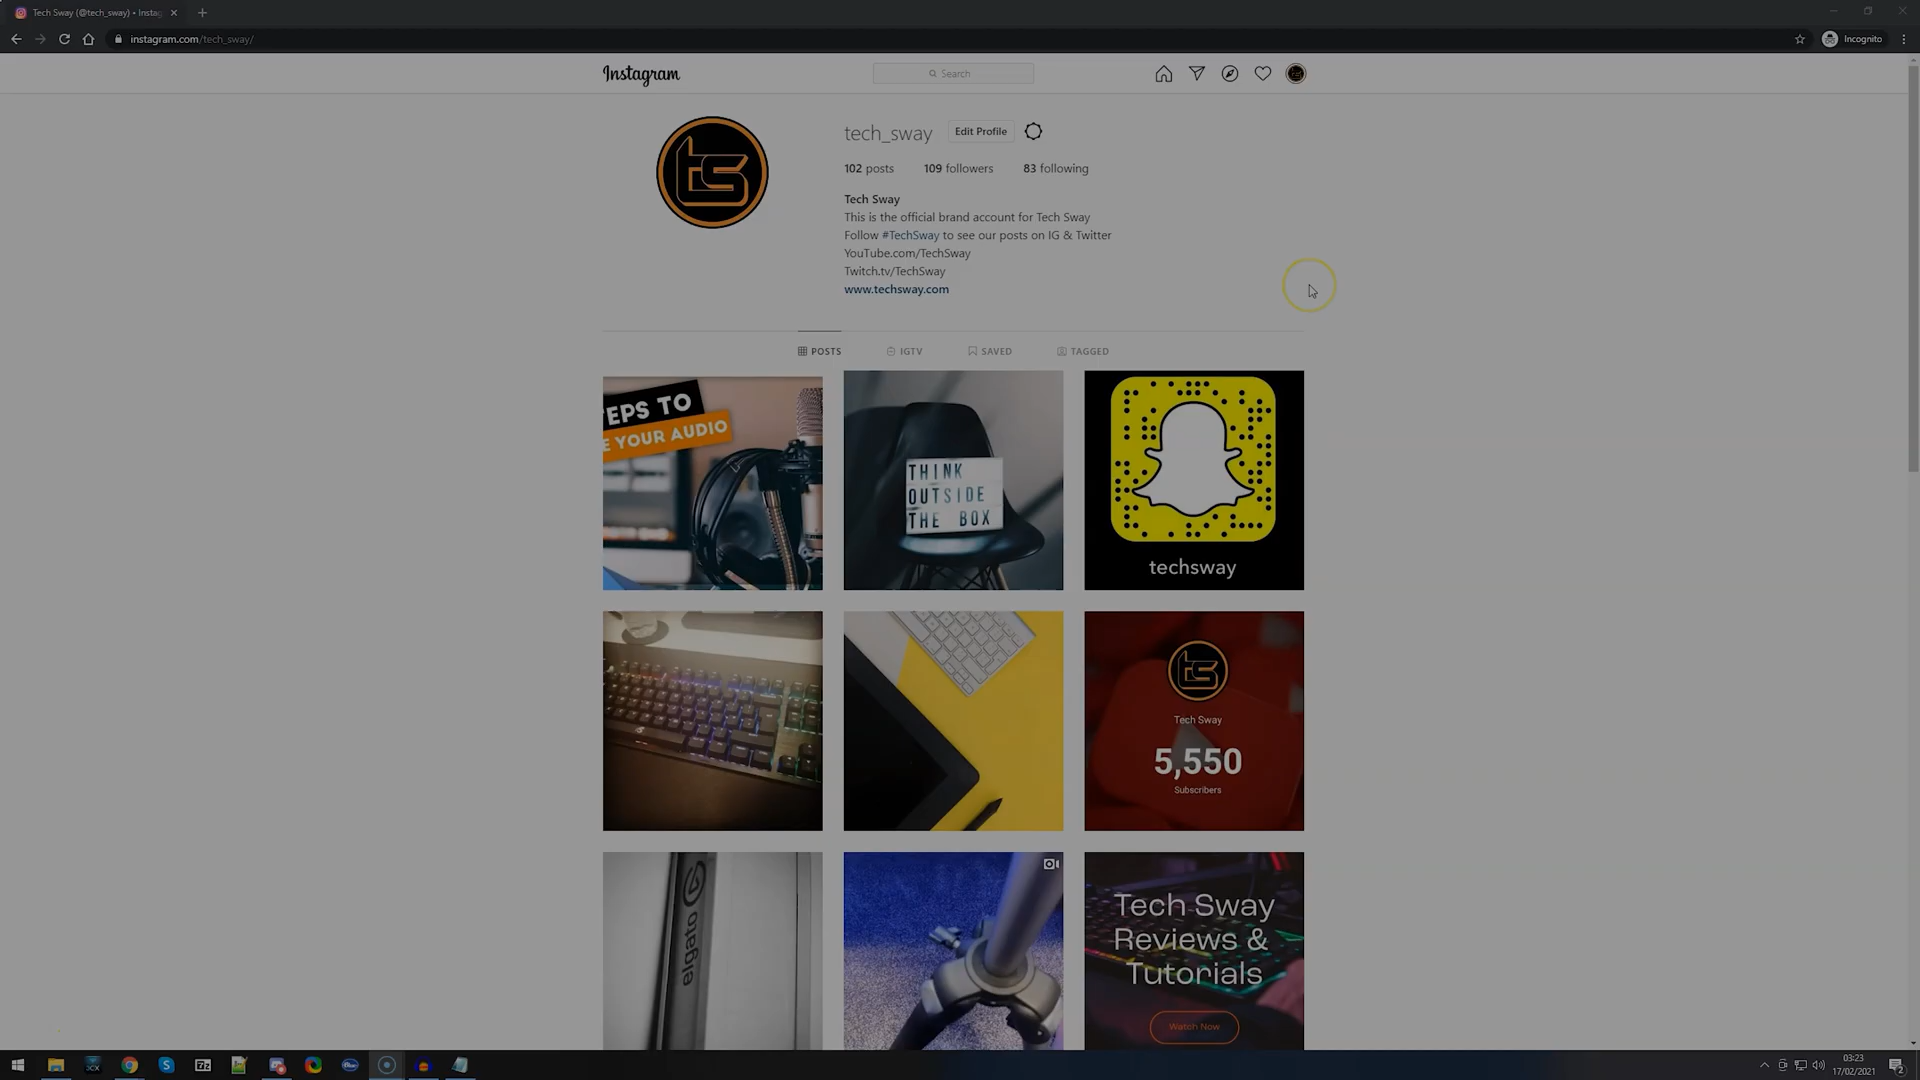 Tech Sway (@tech_sway) • Insta
instagram.com/tech_sway/
Incognito
Instagram
Search
tech_sway
Edit Profile
102 posts
109 followers
83 following
Tech Sway
This is the official brand account for Tech Sway
Follow #TechSway to see our posts on IG & Twitter
YouTube.com/TechSway
Twitch.tv/TechSway
www.techsway.com
POSTS
IGTV
SAVED
TAGGED
EPS TO
E YOUR AUDIO
THINK
OUTSIDE
THE BOX
techsway
ts
Tech Sway
5,550
Subscribers
elgato
Tech Sway
Reviews &
Tutorials
Watch Now
7z
03:23
17/02/2021